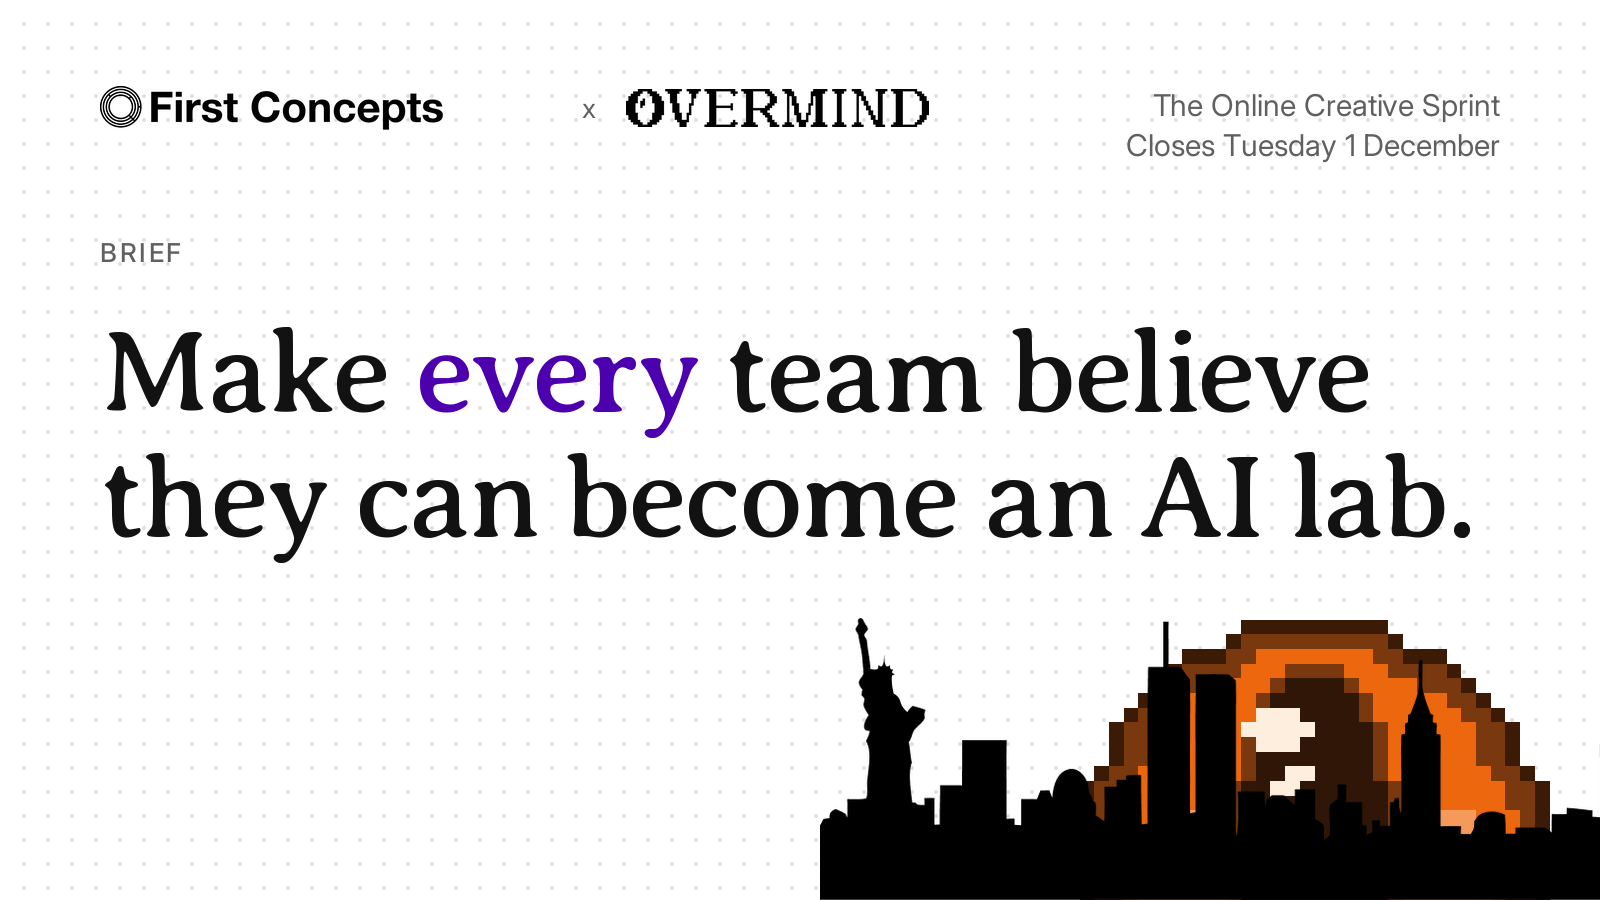 First Concepts x OVERMIND
The Online Creative Sprint
Closes Tuesday 1 December
BRIEF
Make every team believe
they can become an AI lab.